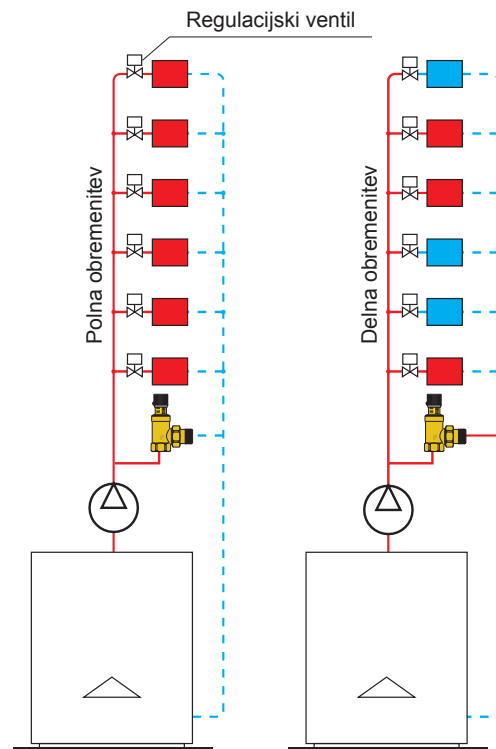 Regulacijski ventil
Polna obremenitev
Delna obremenitev